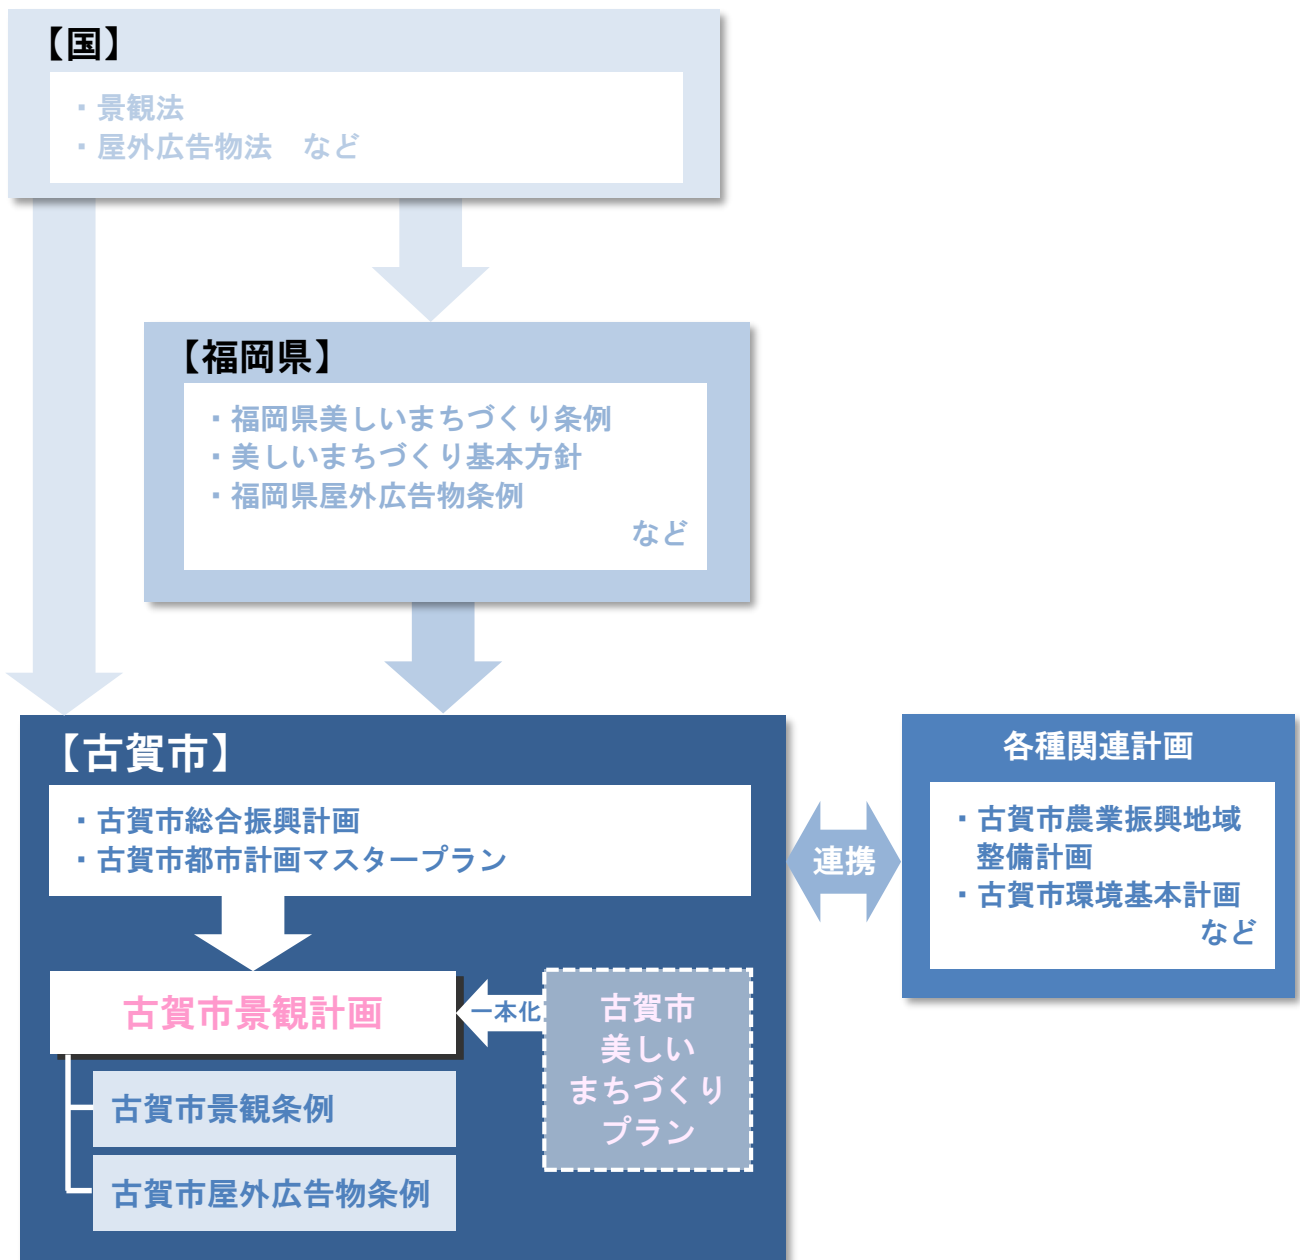 【国】
・景観法
・屋外広告物法　など
【福岡県】
・福岡県美しいまちづくり条例
・美しいまちづくり基本方針
・福岡県屋外広告物条例
など
【古賀市】
・古賀市総合振興計画
・古賀市都市計画マスタープラン
古賀市景観計画
一本化
古賀市
美しい
まちづくり
プラン
古賀市景観条例
古賀市屋外広告物条例
連携
各種関連計画
・古賀市農業振興地域
整備計画
・古賀市環境基本計画
など